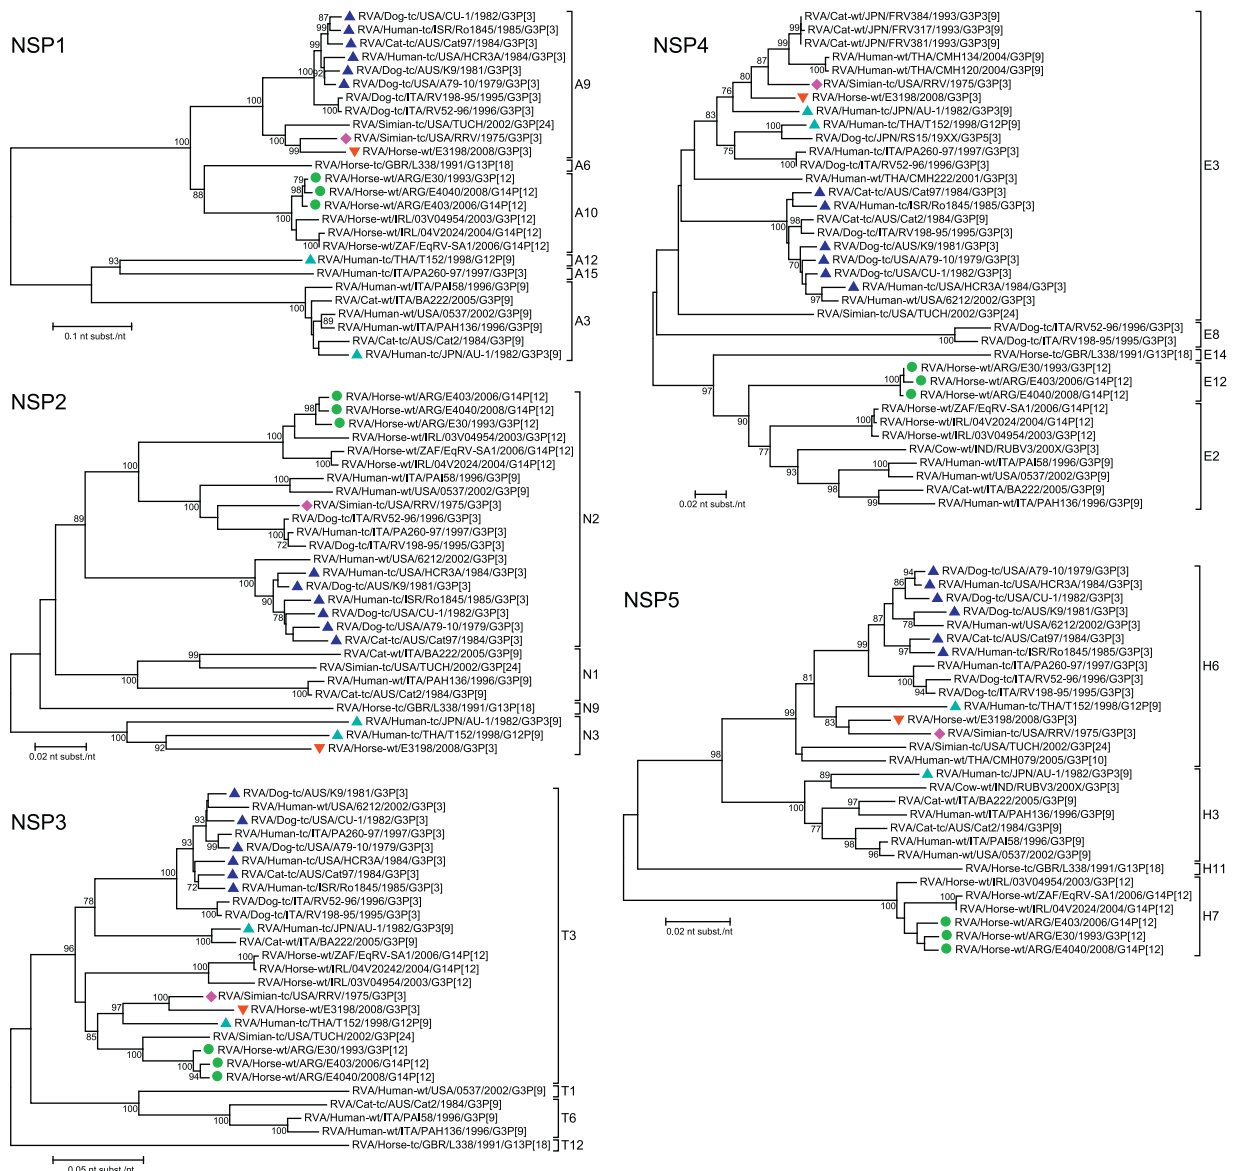 NSP1
87
RVA/Dog-tc/USA/CU-1/1982/G3P[3]
99
RVA/Human-tc/ISR/Ro1845/1985/G3P[3]
RVA/Cat-tc/AUS/Cat97/1984/G3P[3]
99
RVA/Human-tc/USA/HCR3A/1984/G3P[3]
100
92
RVA/Dog-tc/AUS/K9/1981/G3P[3]
RVA/Dog-tc/USA/A79-10/1979/G3P[3]
A9
RVA/Dog-tc/ITA/RV198-95/1995/G3P[3]
100
RVA/Dog-tc/ITA/RV52-96/1996/G3P[3]
100
RVA/Simian-tc/USA/TUCH/2002/G3P[24]
100
RVA/Simian-tc/USA/RRV/1975/G3P[3]
99
RVA/Horse-wt/E3198/2008/G3P[3]
100
RVA/Horse-tc/GBR/L338/1991/G13P[18]
A6
79
RVA/Horse-wt/ARG/E30/1993/G3P[12]
98
RVA/Horse-wt/ARG/E4040/2008/G14P[12]
88
RVA/Horse-wt/ARG/E403/2006/G14P[12]
A10
100
RVA/Horse-wt/IRL/03V04954/2003/G3P[12]
RVA/Horse-wt/IRL/04V2024/2004/G14P[12]
100
RVA/Horse-wt/ZAF/EqRV-SA1/2006/G14P[12]
93
RVA/Human-tc/THA/T152/1998/G12P[9]
A12
RVA/Human-tc/ITA/PA260-97/1997/G3P[3]
A15
RVA/Human-wt/ITA/PAI58/1996/G3P[9]
100
RVA/Cat-wt/ITA/BA222/2005/G3P[9]
RVA/Human-wt/USA/0537/2002/G3P[9]
89
RVA/Human-wt/ITA/PAH136/1996/G3P[9]
A3
RVA/Cat-tc/AUS/Cat2/1984/G3P[9]
RVA/Human-tc/JPN/AU-1/1982/G3P3[9]
0.1 nt subst./nt
NSP2
RVA/Horse-wt/ARG/E403/2006/G14P[12]
RVA/Horse-wt/ARG/E4040/2008/G14P[12]
98
RVA/Horse-wt/ARG/E30/1993/G3P[12]
100
RVA/Horse-wt/IRL/03V04954/2003/G3P[12]
RVA/Horse-wt/ZAF/EqRV-SA1/2006/G14P[12]
100
RVA/Horse-wt/IRL/04V2024/2004/G14P[12]
100
RVA/Human-wt/ITA/PAI58/1996/G3P[9]
100
RVA/Human-wt/USA/0537/2002/G3P[9]
100
RVA/Simian-tc/USA/RRV/1975/G3P[3]
RVA/Dog-tc/ITA/RV52-96/1996/G3P[3]
N2
89
100
RVA/Human-tc/ITA/PA260-97/1997/G3P[3]
72
RVA/Dog-tc/ITA/RV198-95/1995/G3P[3]
RVA/Human-wt/USA/6212/2002/G3P[3]
RVA/Human-tc/USA/HCR3A/1984/G3P[3]
100
RVA/Dog-tc/AUS/K9/1981/G3P[3]
90
RVA/Human-tc/ISR/Ro1845/1985/G3P[3]
78
RVA/Dog-tc/USA/CU-1/1982/G3P[3]
RVA/Dog-tc/USA/A79-10/1979/G3P[3]
RVA/Cat-tc/AUS/Cat97/1984/G3P[3]
99
RVA/Cat-wt/ITA/BA222/2005/G3P[9]
RVA/Simian-tc/USA/TUCH/2002/G3P[24]
N1
100
RVA/Human-wt/ITA/PAH136/1996/G3P[9]
100
RVA/Cat-tc/AUS/Cat2/1984/G3P[9]
RVA/Horse-tc/GBR/L338/1991/G13P[18]
N9
RVA/Human-tc/JPN/AU-1/1982/G3P3[9]
100
RVA/Human-tc/THA/T152/1998/G12P[9]
N3
92
RVA/Horse-wt/E3198/2008/G3P[3]
0.02 nt subst./nt
NSP3
RVA/Dog-tc/AUS/K9/1981/G3P[3]
RVA/Human-wt/USA/6212/2002/G3P[3]
93
RVA/Dog-tc/USA/CU-1/1982/G3P[3]
93
RVA/Human-tc/ITA/PA260-97/1997/G3P[3]
99
RVA/Dog-tc/USA/A79-10/1979/G3P[3]
RVA/Human-tc/USA/HCR3A/1984/G3P[3]
100
RVA/Cat-tc/AUS/Cat97/1984/G3P[3]
72
RVA/Human-tc/ISR/Ro1845/1985/G3P[3]
RVA/Dog-tc/ITA/RV52-96/1996/G3P[3]
78
100
RVA/Dog-tc/ITA/RV198-95/1995/G3P[3]
RVA/Human-tc/JPN/AU-1/1982/G3P3[9]
T3
100
RVA/Cat-wt/ITA/BA222/2005/G3P[9]
96
RVA/Horse-wt/ZAF/EqRV-SA1/2006/G14P[12]
100
100
RVA/Horse-wt/IRL/04V20242/2004/G14P[12]
RVA/Horse-wt/IRL/03V04954/2003/G3P[12]
100
RVA/Simian-tc/USA/RRV/1975/G3P[3]
97
RVA/Horse-wt/E3198/2008/G3P[3]
RVA/Human-tc/THA/T152/1998/G12P[9]
85
RVA/Simian-tc/USA/TUCH/2002/G3P[24]
100
RVA/Horse-wt/ARG/E30/1993/G3P[12]
100
RVA/Horse-wt/ARG/E403/2006/G14P[12]
94
RVA/Horse-wt/ARG/E4040/2008/G14P[12]
RVA/Human-wt/USA/0537/2002/G3P[9]
T1
100
RVA/Cat-tc/AUS/Cat2/1984/G3P[9]
100
RVA/Human-wt/ITA/PAI58/1996/G3P[9]
T6
100
RVA/Human-wt/ITA/PAH136/1996/G3P[9]
RVA/Horse-tc/GBR/L338/1991/G13P[18]
T12
0.05 nt subst./nt
NSP4
RVA/Cat-wt/JPN/FRV384/1993/G3P3[9]
RVA/Cat-wt/JPN/FRV317/1993/G3P[9]
99
RVA/Cat-wt/JPN/FRV381/1993/G3P3[9]
87
RVA/Human-wt/THA/CMH134/2004/G3P[9]
100
RVA/Human-wt/THA/CMH120/2004/G3P[9]
80
RVA/Simian-tc/USA/RRV/1975/G3P[3]
76
RVA/Horse-wt/E3198/2008/G3P[3]
E3
83
RVA/Human-tc/JPN/AU-1/1982/G3P3[9]
RVA/Human-tc/THA/T152/1998/G12P[9]
100
RVA/Dog-tc/JPN/RS15/19XX/G3P5[3]
75
RVA/Human-tc/ITA/PA260-97/1997/G3P[3]
RVA/Dog-tc/ITA/RV52-96/1996/G3P[3]
RVA/Human-wt/THA/CMH222/2001/G3P[3]
RVA/Cat-tc/AUS/Cat97/1984/G3P[3]
RVA/Human-tc/ISR/Ro1845/1985/G3P[3]
100
98
RVA/Cat-tc/AUS/Cat2/1984/G3P[9]
RVA/Dog-tc/ITA/RV198-95/1995/G3P[3]
RVA/Dog-tc/AUS/K9/1981/G3P[3]
RVA/Dog-tc/USA/A79-10/1979/G3P[3]
70
RVA/Dog-tc/USA/CU-1/1982/G3P[3]
RVA/Human-tc/USA/HCR3A/1984/G3P[3]
97
RVA/Human-wt/USA/6212/2002/G3P[3]
RVA/Simian-tc/USA/TUCH/2002/G3P[24]
RVA/Dog-tc/ITA/RV52-96/1996/G3P[3]
E8
100
RVA/Dog-tc/ITA/RV198-95/1995/G3P[3]
RVA/Horse-tc/GBR/L338/1991/G13P[18]
E14
RVA/Horse-wt/ARG/E30/1993/G3P[12]
100
RVA/Horse-wt/ARG/E403/2006/G14P[12]
E12
97
RVA/Horse-wt/ARG/E4040/2008/G14P[12]
90
RVA/Horse-wt/ZAF/EqRV-SA1/2006/G14P[12]
RVA/Horse-wt/IRL/04V2024/2004/G14P[12]
100
RVA/Horse-wt/IRL/03V04954/2003/G3P[12]
77
RVA/Cow-wt/IND/RUBV3/200X/G3P[3]
E2
93
100
RVA/Human-wt/ITA/PAI58/1996/G3P[9]
RVA/Human-wt/USA/0537/2002/G3P[9]
98
RVA/Cat-wt/ITA/BA222/2005/G3P[9]
99
RVA/Human-wt/ITA/PAH136/1996/G3P[9]
0.02 nt subst./nt
NSP5
94
RVA/Dog-tc/USA/A79-10/1979/G3P[3]
86
RVA/Human-tc/USA/HCR3A/1984/G3P[3]
RVA/Dog-tc/USA/CU-1/1982/G3P[3]
87
RVA/Dog-tc/AUS/K9/1981/G3P[3]
78
RVA/Human-wt/USA/6212/2002/G3P[3]
99
RVA/Cat-tc/AUS/Cat97/1984/G3P[3]
97
RVA/Human-tc/ISR/Ro1845/1985/G3P[3]
RVA/Human-tc/ITA/PA260-97/1997/G3P[3]
H6
81
100
RVA/Dog-tc/ITA/RV52-96/1996/G3P[3]
94
RVA/Dog-tc/ITA/RV198-95/1995/G3P[3]
RVA/Human-tc/THA/T152/1998/G12P[9]
99
RVA/Horse-wt/E3198/2008/G3P[3]
83
RVA/Simian-tc/USA/RRV/1975/G3P[3]
RVA/Simian-tc/USA/TUCH/2002/G3P[24]
98
RVA/Human-wt/THA/CMH079/2005/G3P[10]
89
RVA/Human-tc/JPN/AU-1/1982/G3P3[9]
RVA/Cow-wt/IND/RUBV3/200X/G3P[3]
100
97
RVA/Cat-wt/ITA/BA222/2005/G3P[9]
RVA/Human-wt/ITA/PAH136/1996/G3P[9]
H3
77
RVA/Cat-tc/AUS/Cat2/1984/G3P[9]
98
RVA/Human-wt/ITA/PAI58/1996/G3P[9]
96
RVA/Human-wt/USA/0537/2002/G3P[9]
RVA/Horse-tc/GBR/L338/1991/G13P[18]
H11
RVA/Horse-wt/IRL/03V04954/2003/G3P[12]
100
100
RVA/Horse-wt/ZAF/EqRV-SA1/2006/G14P[12]
RVA/Horse-wt/IRL/04V2024/2004/G14P[12]
RVA/Horse-wt/ARG/E403/2006/G14P[12]
H7
RVA/Horse-wt/ARG/E30/1993/G3P[12]
100
RVA/Horse-wt/ARG/E4040/2008/G14P[12]
0.02 nt subst./nt